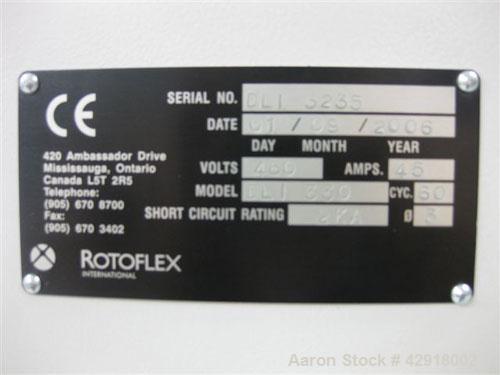 CE
SERIAL NO. DLI 3235
DATE 01 / 09 / 2006
DAY MONTH YEAR
420 Ambassador Drive
Mississauga, Ontario
Canada L5T 2R5
Telephone:
(905) 670 8700
Fax:
(905) 670 3402
VOLTS 460 AMPS. 45
MODEL DLI 330 CYC. 60
SHORT CIRCUIT RATING KA Ø 3
ROTOFLEX
INTERNATIONAL
Aaron Stock # 42918002